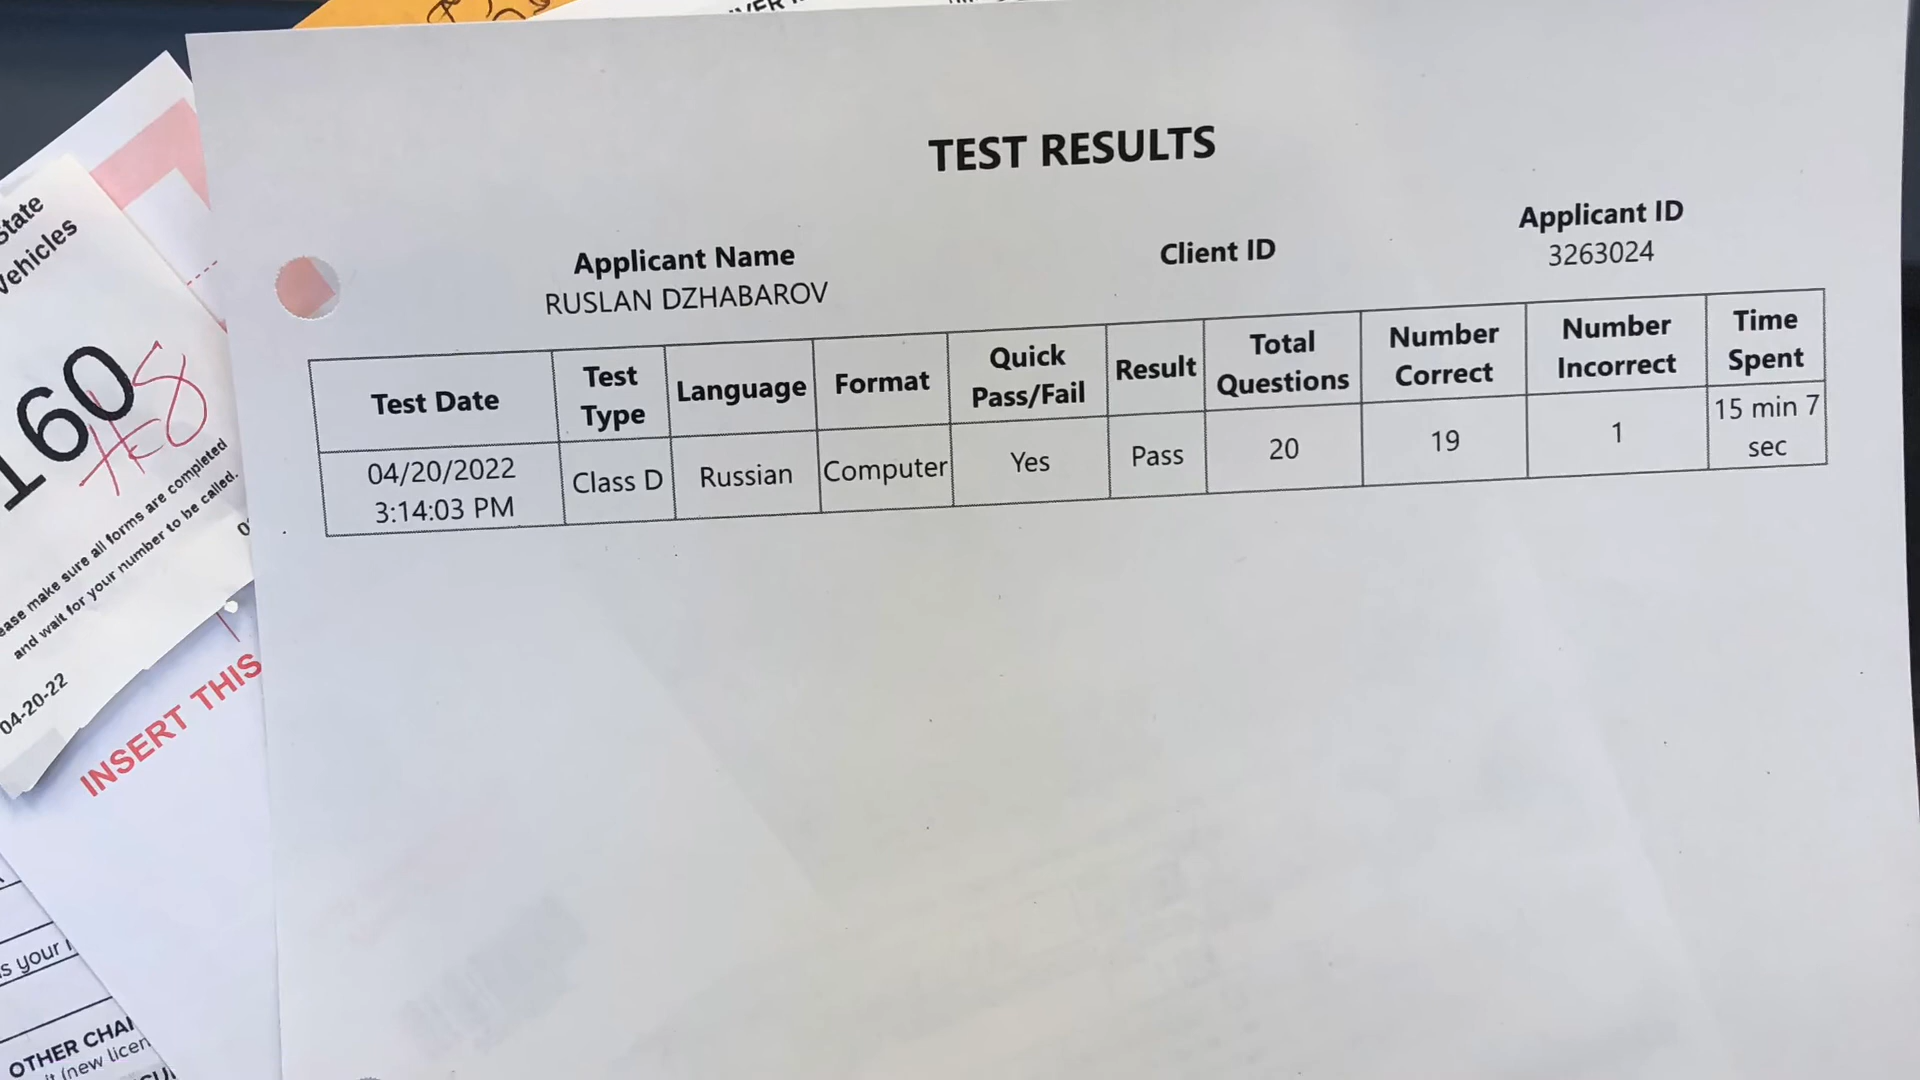 TEST RESULTS
Applicant Name
RUSLAN DZHABAROV
Client ID
Applicant ID
3263024
Test Date
Test Type
Language
Format
Quick Pass/Fail
Result
Total Questions
Number Correct
Number Incorrect
Time Spent
04/20/2022
3:14:03 PM
Class D
Russian
Computer
Yes
Pass
20
19
1
15 min 7
sec
State
Vehicles
160
make sure all forms are completed
and wait for your number to be called.
04-20-22
INSERT THIS
your
OTHER
(new